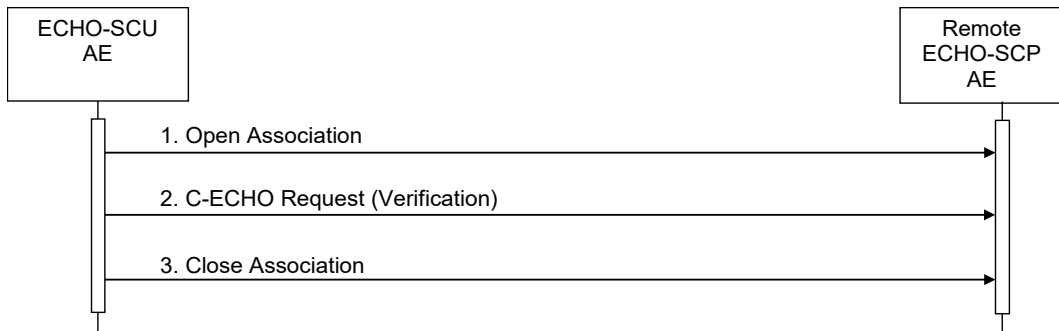 ECHO-SCU
AE
Remote
ECHO-SCP
AE
1. Open Association
2. C-ECHO Request (Verification)
3. Close Association